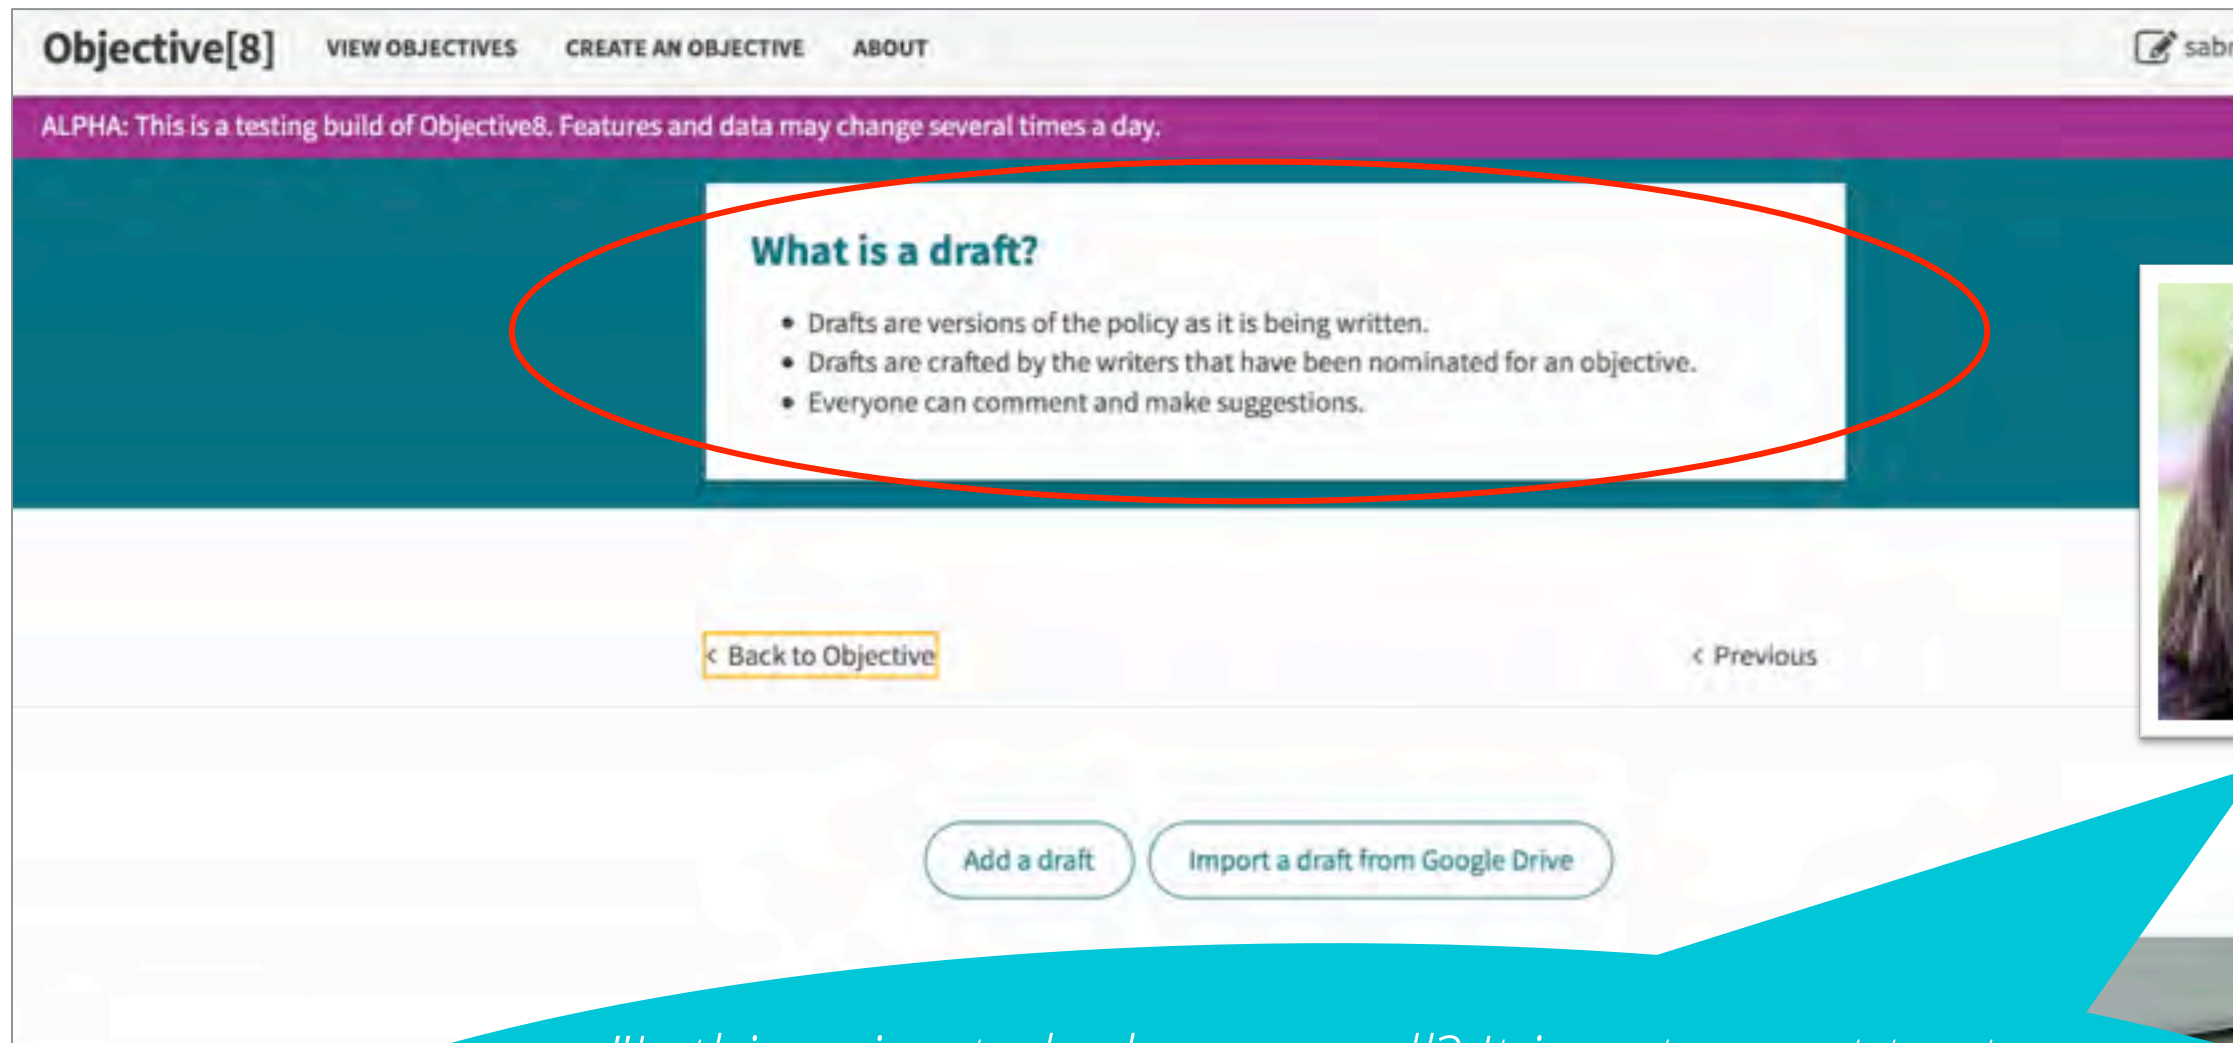 Objective[8] VIEW OBJECTIVES CREATE AN OBJECTIVE ABOUT
ALPHA: This is a testing build of Objective8. Features and data may change several times a day.
What is a draft?
• Drafts are versions of the policy as it is being written.
• Drafts are crafted by the writers that have been nominated for an objective.
• Everyone can comment and make suggestions.
< Back to Objective < Previous
Add a draft Import a draft from Google Drive